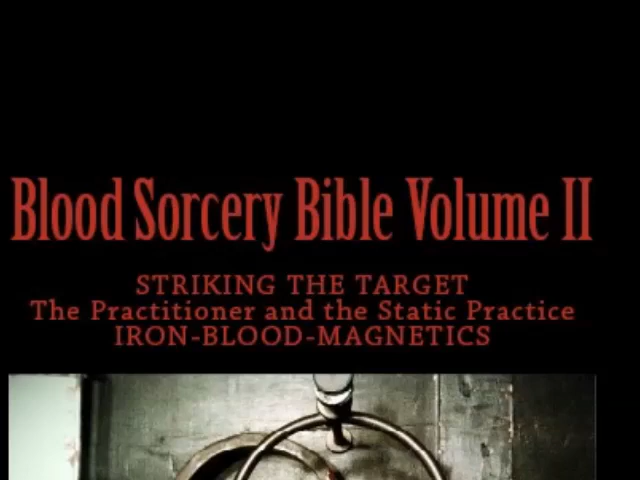 Blood Sorcery Bible Volume II
STRIKING THE TARGET
The Practitioner and the Static Practice
IRON-BLOOD-MAGNETICS